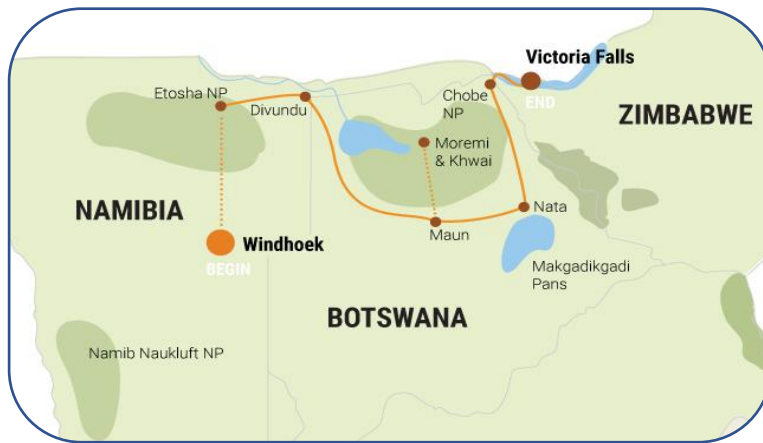 Victoria Falls
END
Etosha NP
Divundu
Chobe
NP
ZIMBABWE
Moremi
& Khwai
NAMIBIA
Windhoek
BEGIN
Maun
Nata
Makgadikgadi
Pans
BOTSWANA
Namib Naukluft NP